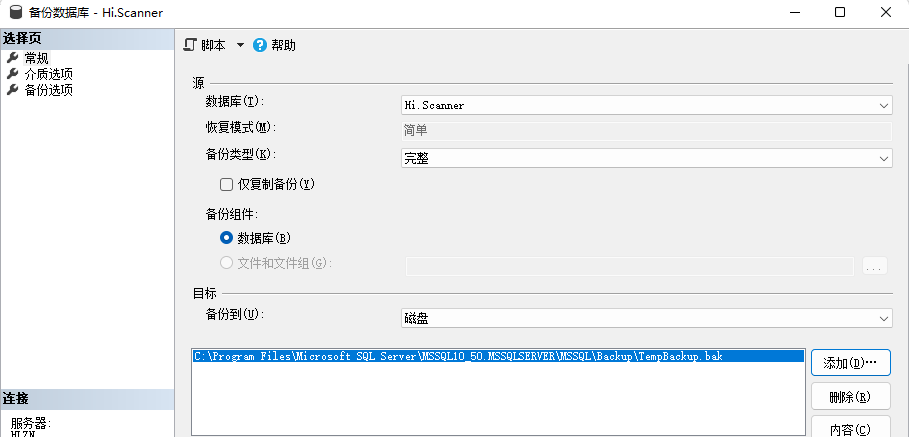 备份数据库 - Hi.Scanner
选择页
常规
介质选项
备份选项
脚本
帮助
源
数据库(T):
Hi.Scanner
恢复模式(M):
简单
备份类型(K):
完整
仅复制备份(Y)
备份组件:
数据库(B)
文件和文件组(G):
...
目标
备份到(U):
磁盘
C:\Program Files\Microsoft SQL Server\MSSQL10_50.MSSQLSERVER\MSSQL\Backup\TempBackup.bak
添加(D)…
删除(R)
内容(C)
连接
服务器: